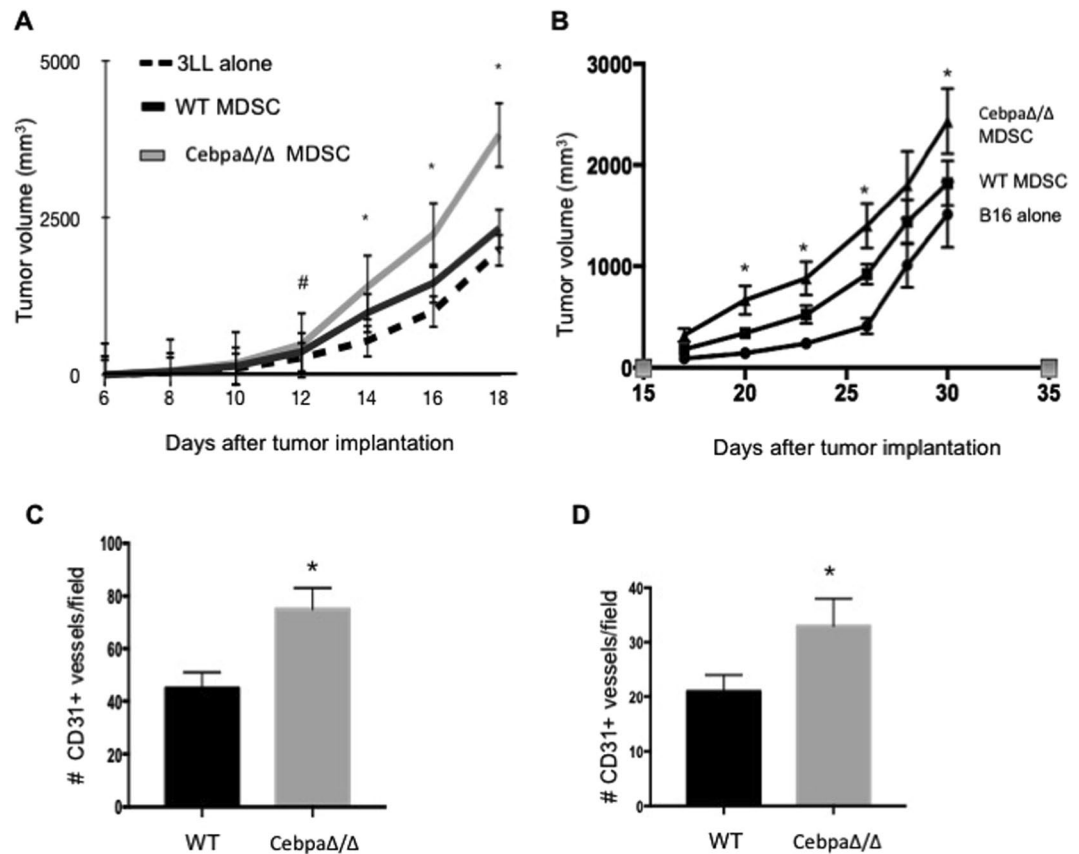 A
Tumor volume (mm³)
5000
2500
0
3LL alone
WT MDSC
CebpaΔ/Δ MDSC
#
*
*
*
6 8 10 12 14 16 18
Days after tumor implantation
B
Tumor volume (mm³)
3000
2000
1000
0
*
*
*
*
CebpaΔ/Δ
MDSC
WT MDSC
B16 alone
15 20 25 30 35
Days after tumor implantation
C
# CD31+ vessels/field
100
80
60
40
20
0
*
WT CebpaΔ/Δ
D
# CD31+ vessels/field
40
30
20
10
0
*
WT CebpaΔ/Δ